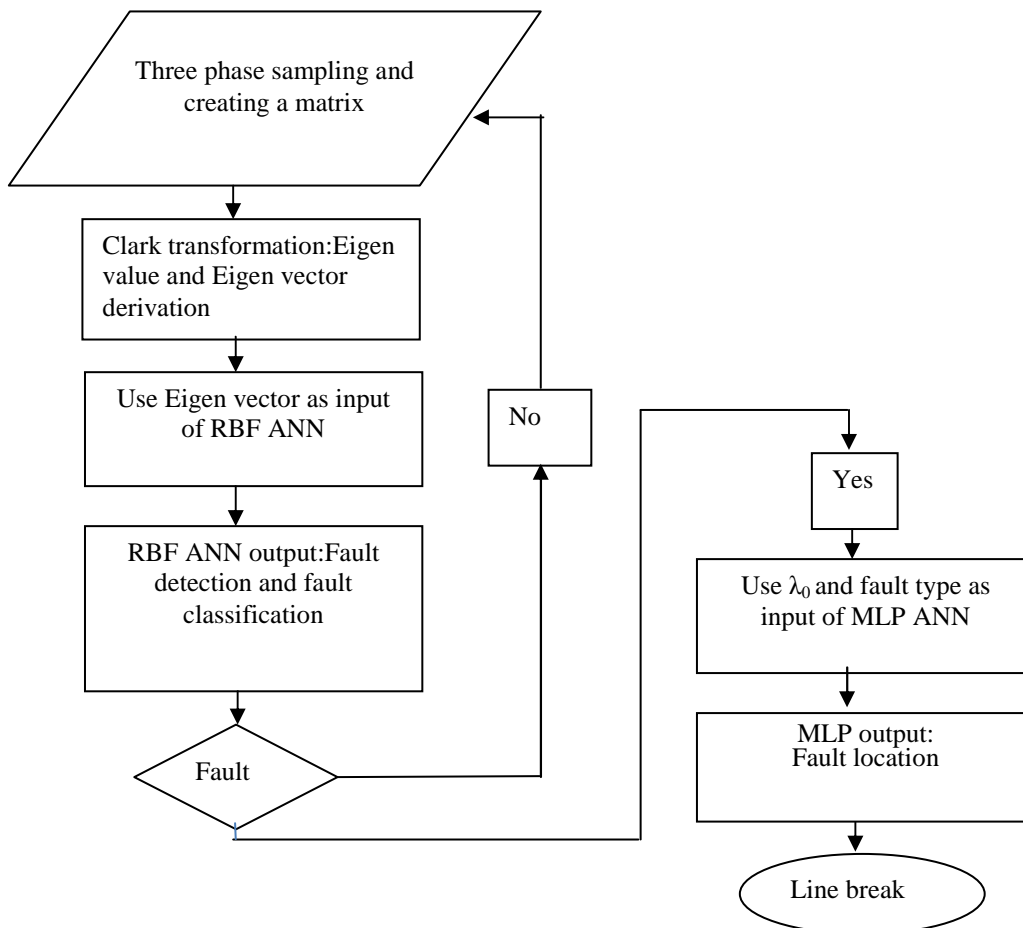 Three phase sampling and
creating a matrix
Clark transformation:Eigen
value and Eigen vector
derivation
Use Eigen vector as input
of RBF ANN
RBF ANN output:Fault
detection and fault
classification
Fault
No
Yes
Use λ₀ and fault type as
input of MLP ANN
MLP output:
Fault location
Line break